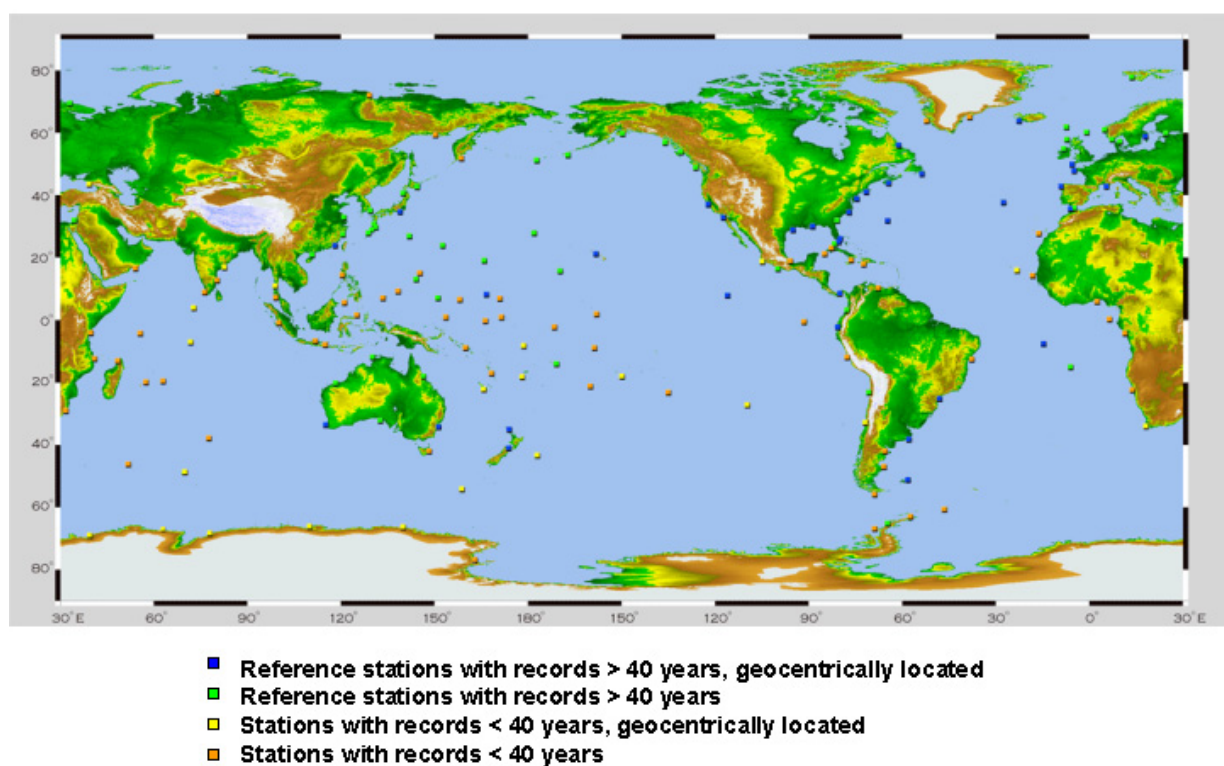 80°
60°
40°
20°
0°
20°
40°
60°
80°
30°E 60° 90° 120° 150° 180° 150° 120° 90° 60° 30° 0° 30°E
Reference stations with records > 40 years, geocentrically located
Reference stations with records > 40 years
Stations with records < 40 years, geocentrically located
Stations with records < 40 years